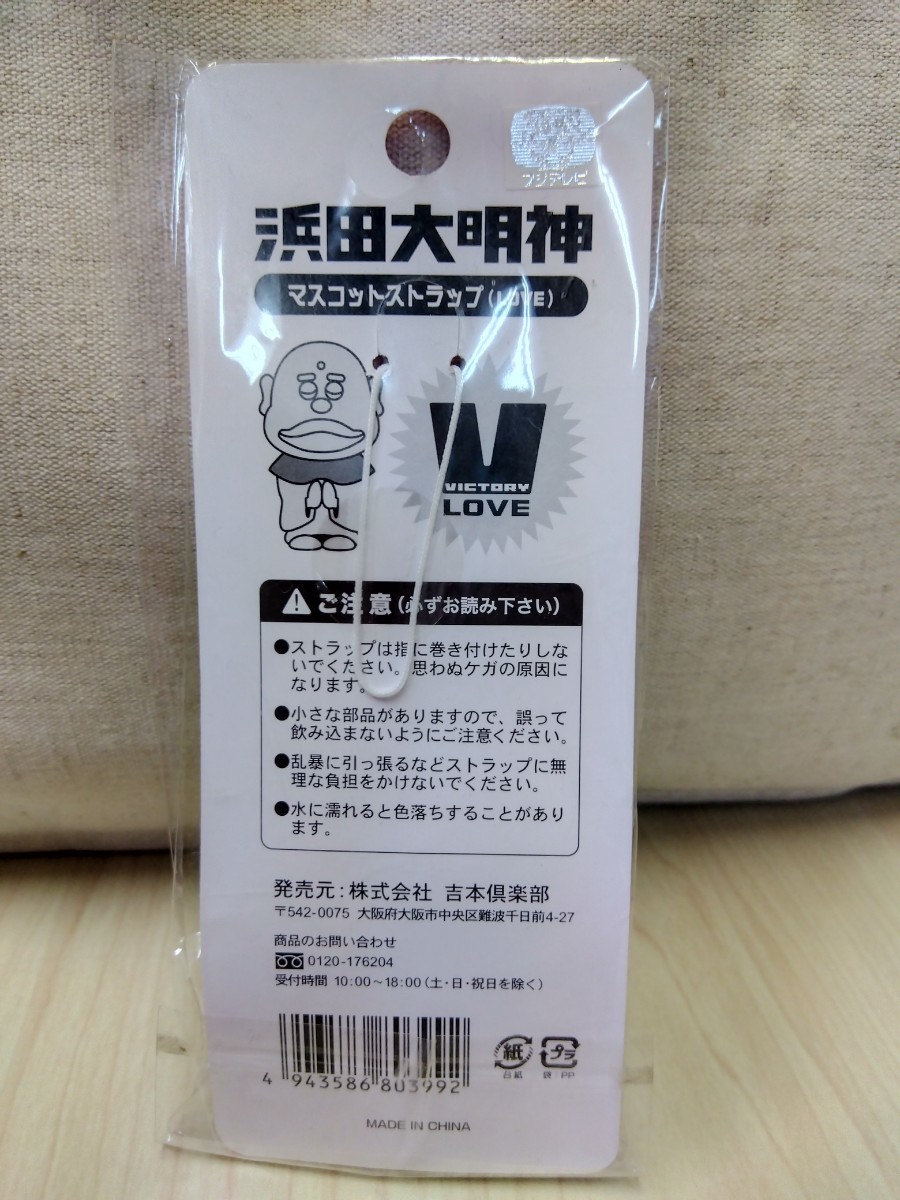 フジテレビ
浜田大明神
マスコットストラップ(LOVE)
VICTORY
LOVE
ご注意(必ずお読み下さい)
●ストラップは指に巻き付けたりしな
いでください。思わぬケガの原因に
なります。
●小さな部品がありますので、誤って
飲み込まないようにご注意ください。
●乱暴に引っ張るなどストラップに無
理な負担をかけないでください。
●水に濡れると色落ちすることがあり
ます。
発売元:株式会社 吉本倶楽部
〒542-0075 大阪府大阪市中央区難波千日前4-27
商品のお問い合わせ
0120-176204
受付時間 10:00〜18:00(土・日・祝日を除く)
4 943586 803992
紙 プラ
台紙 袋:PP
MADE IN CHINA